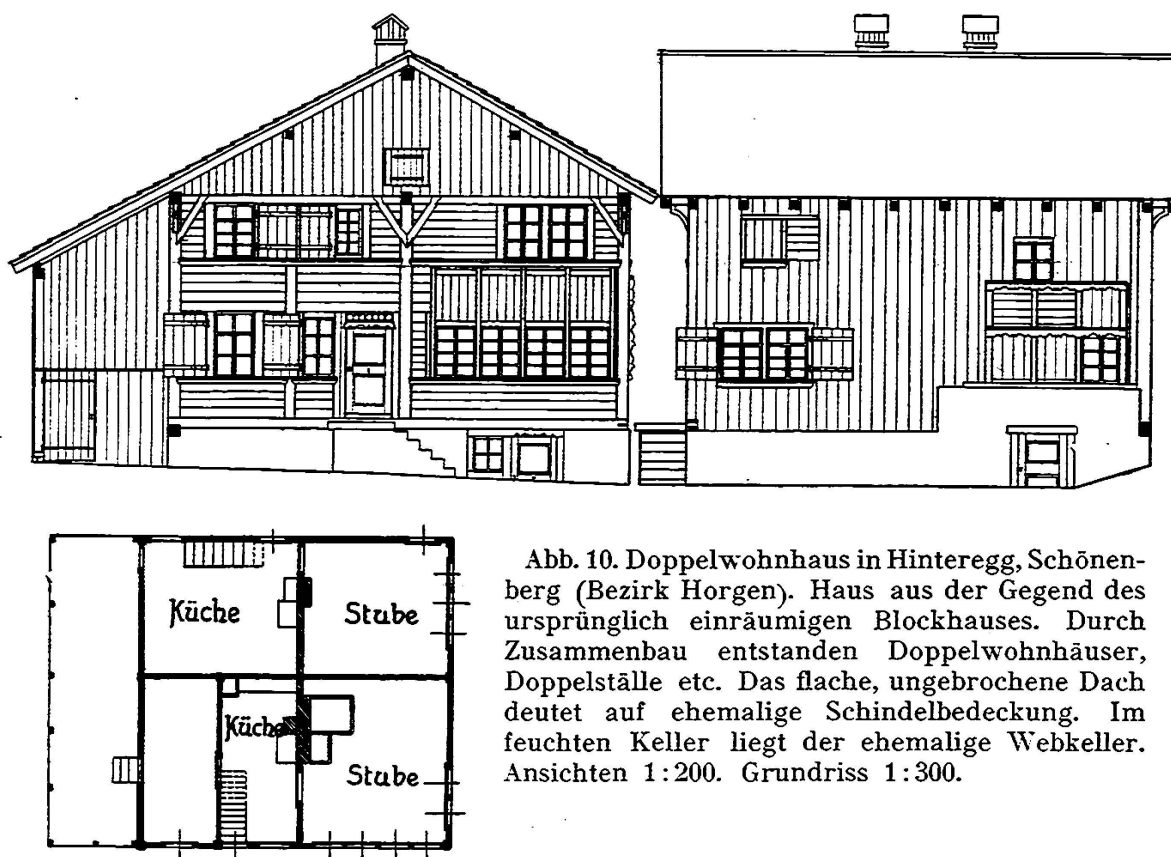 Küche
Stube
Küche
Stube
Abb. 10. Doppelwohnhaus in Hinteregg, Schönen-
berg (Bezirk Horgen). Haus aus der Gegend des
ursprünglich einräumigen Blockhauses. Durch
Zusammenbau entstanden Doppelwohnhäuser,
Doppelställe etc. Das flache, ungebrochene Dach
deutet auf ehemalige Schindelbedeckung. Im
feuchten Keller liegt der ehemalige Webkeller.
Ansichten 1:200. Grundriss 1:300.